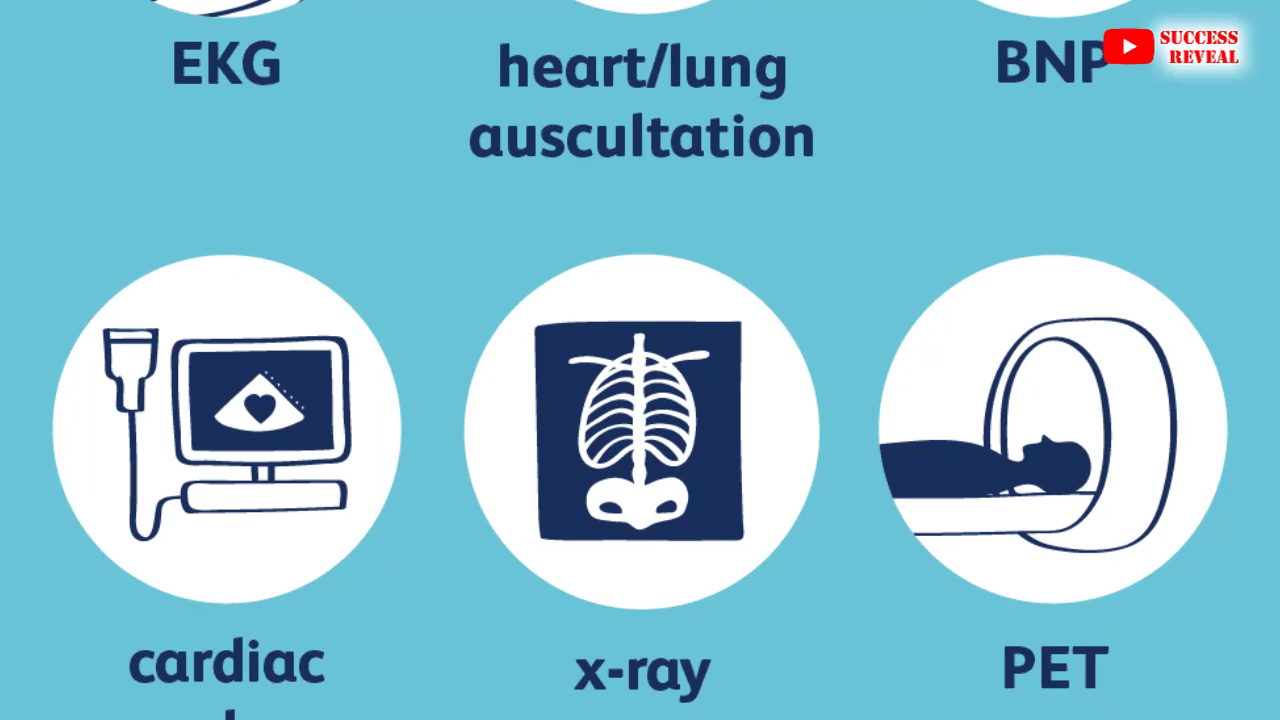 EKG
heart/lung
auscultation
BNP
SUCCESS
REVEAL
cardiac
x-ray
PET